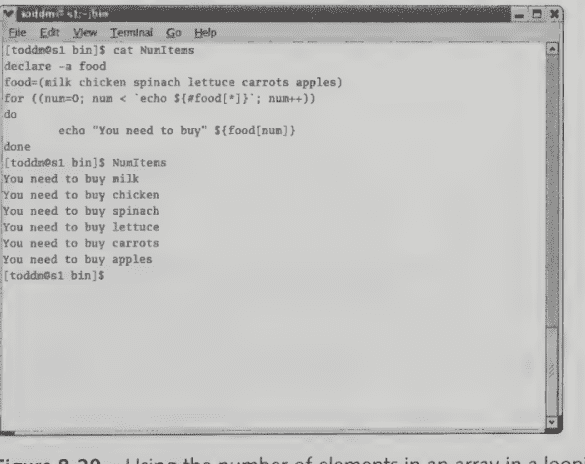 toddm@s1:~/bin
File Edit View Terminal Go Help
[toddm@s1 bin]$ cat NumItems
declare -a food
food=(milk chicken spinach lettuce carrots apples)
for ((num=0; num < `echo ${#food[*]}`; num++))
do
echo "You need to buy" ${food[num]}
done
[toddm@s1 bin]$ NumItems
You need to buy milk
You need to buy chicken
You need to buy spinach
You need to buy lettuce
You need to buy carrots
You need to buy apples
[toddm@s1 bin]$
Figure 8-20 Using the number of elements in an array in a loop